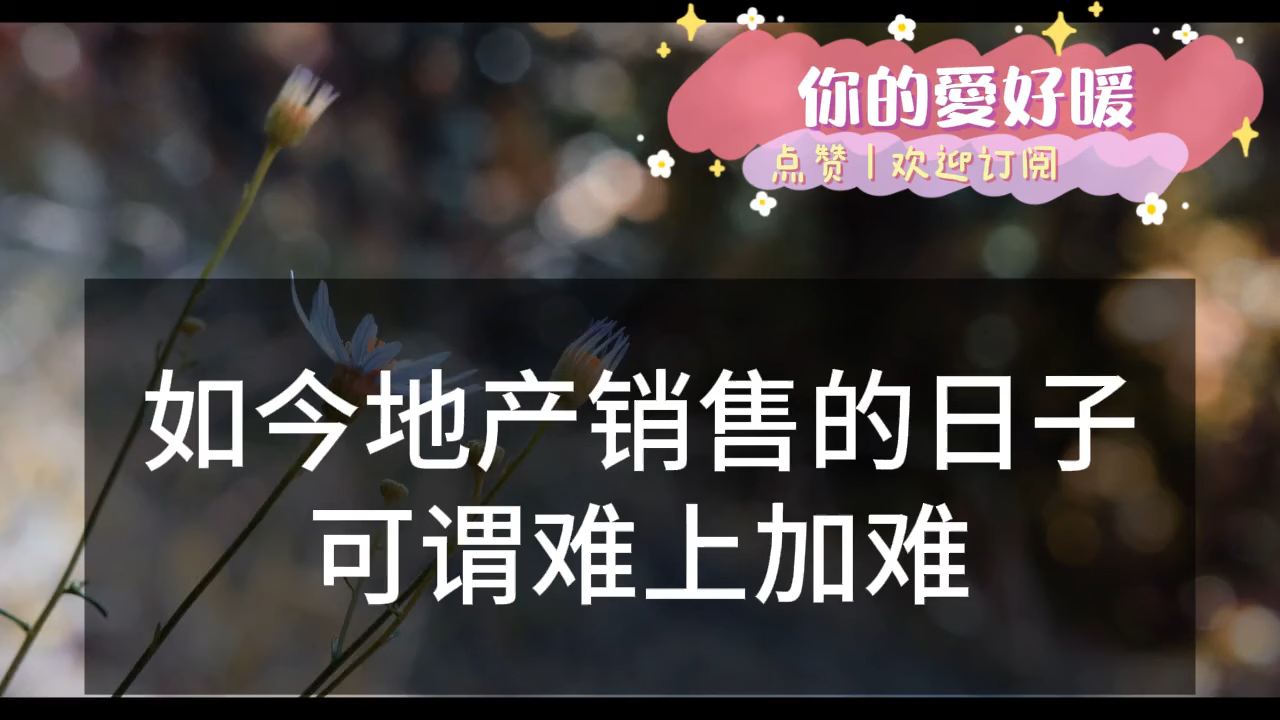 你的愛好暖
点赞 | 欢迎订阅
如今地产销售的日子
可谓难上加难